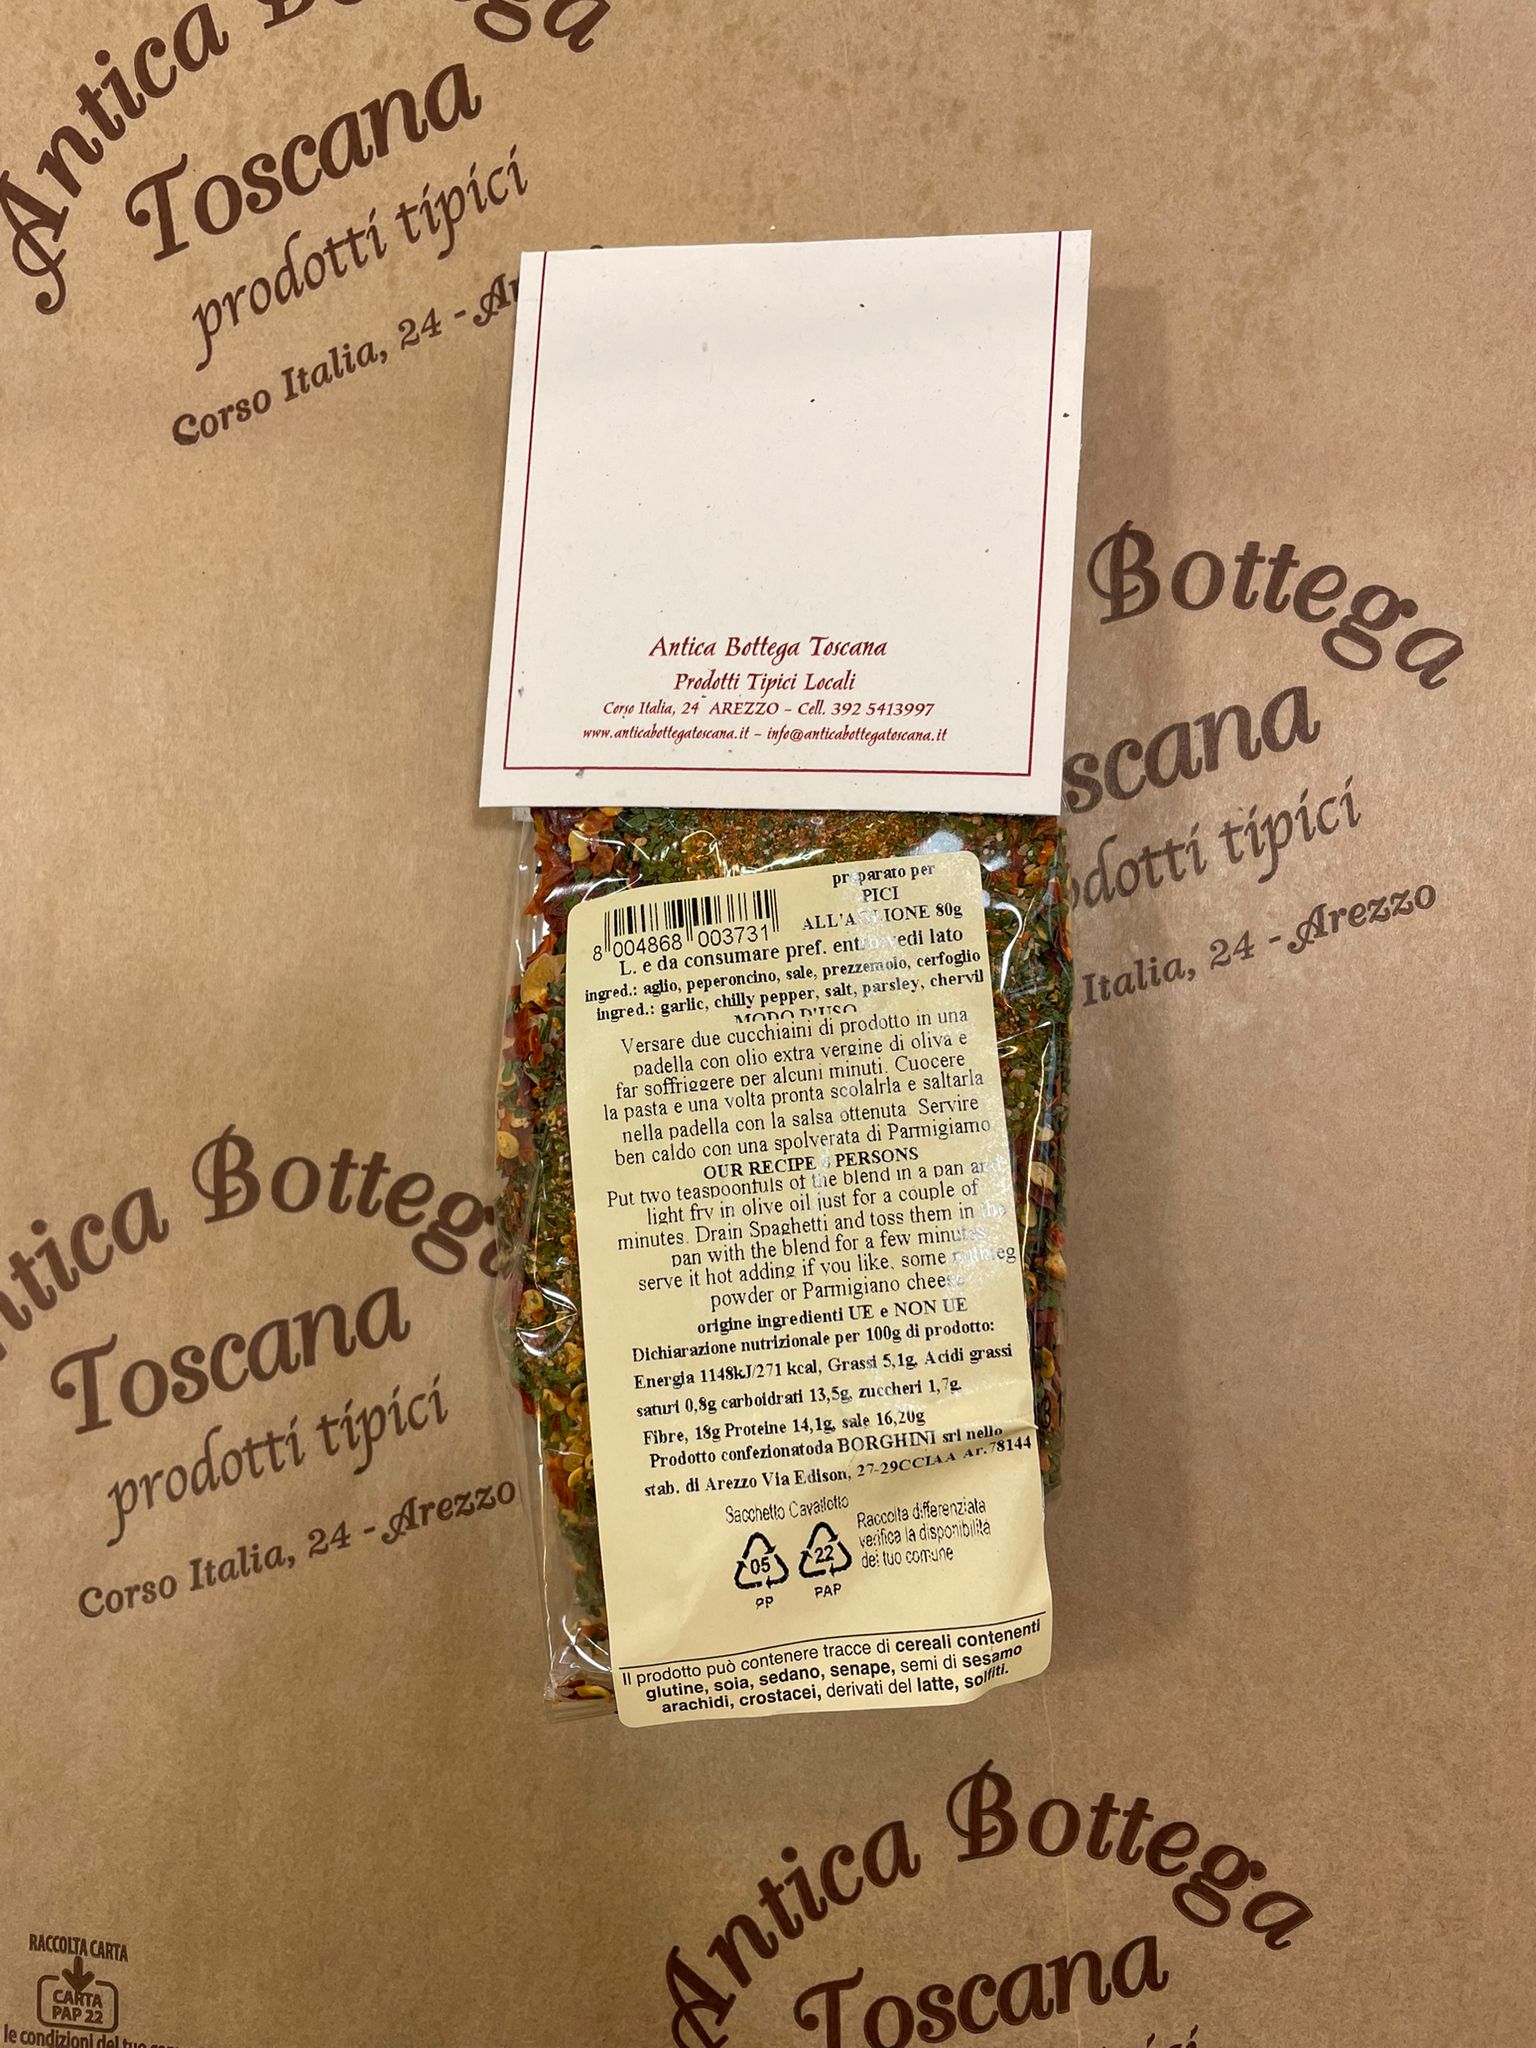 Antica
Toscana
prodotti tipici
Corso Italia, 24 -
Antica Bottega Toscana
Prodotti Tipici Locali
Corso Italia, 24 AREZZO - Cell. 392 5413997
www.anticabottegatoscana.it - info@anticabottegatoscana.it
Bottega
scana
dotti tipici
Italia, 24 - Arezzo
preparato per
PICI
ALL'AGLIONE 80g
8 004868 003731
L. e da consumare pref. entro vedi lato
ingred.: aglio, peperoncino, sale, prezzemolo, cerfoglio
ingred.: garlic, chilly pepper, salt, parsley, chervil
MODO D'USO
Versare due cucchiaini di prodotto in una
padella con olio extra vergine di oliva e
far soffriggere per alcuni minuti. Cuocere
la pasta e una volta pronta scolalrla e saltarla
nella padella con la salsa ottenuta. Servire
ben caldo con una spolverata di Parmigiamo
OUR RECIPE PERSONS
Put two teaspoonfuls of the blend in a pan and
light fry in olive oil just for a couple of
minutes. Drain Spaghetti and toss them in the
pan with the blend for a few minutes
serve it hot adding if you like, some nutmeg
powder or Parmigiano cheese
origine ingredienti UE e NON UE
Dichiarazione nutrizionale per 100g di prodotto:
Energia 1148kJ/271 kcal, Grassi 5,1g, Acidi grassi
saturi 0,8g carboidrati 13,5g, zuccheri 1,7g.
Fibre, 18g Proteine 14,1g, sale 16,20g
Prodotto confezionatoda BORGHINI srl nello
stab. di Arezzo Via Edison, 27-29CCIAA Ar. 78144
Sacchetto Cavallotto
05
PP
22
PAP
Raccolta differenziata
verifica la disponibilità
del tuo comune
Il prodotto può contenere tracce di cereali contenenti
glutine, soia, sedano, senape, semi di sesamo
arachidi, crostacei, derivati del latte, solfiti.
ntica Bottega
Toscana
prodotti tipici
Corso Italia, 24 - Arezzo
Antica Bottega
Toscana
RACCOLTA CARTA
CARTA
PAP 22
le condizioni del tuo